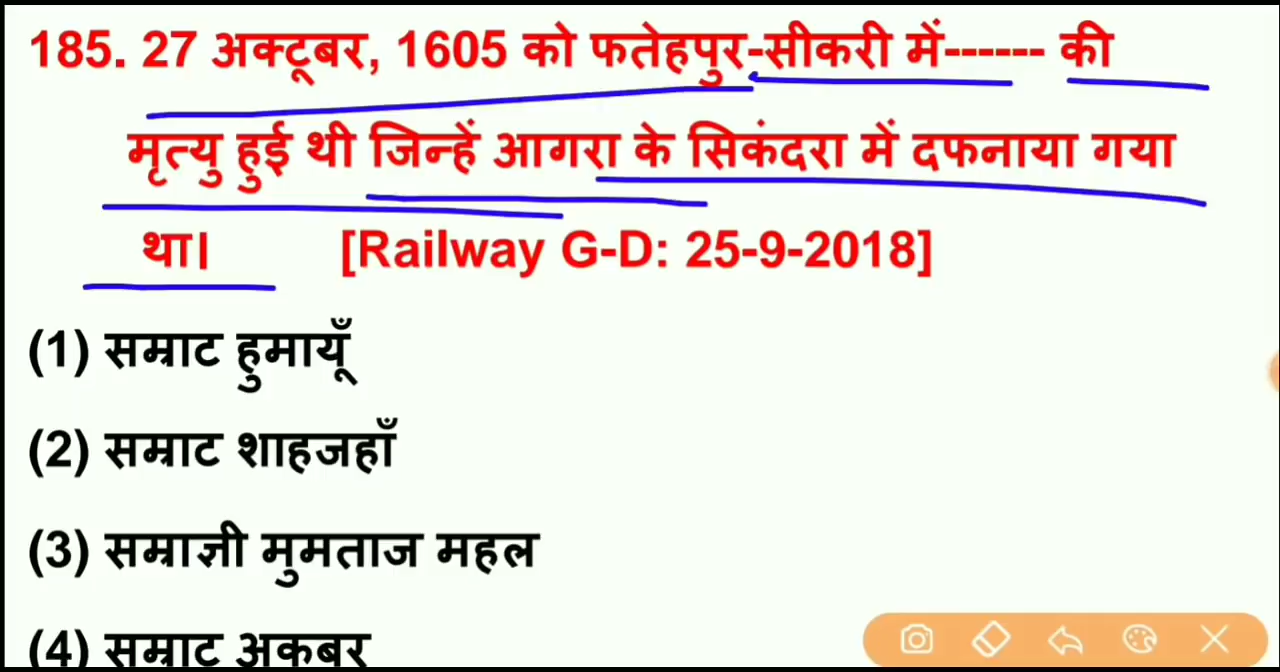 185. 27 अक्टूबर, 1605 को फतेहपुर-सीकरी में------ की
मृत्यु हुई थी जिन्हें आगरा के सिकंदरा में दफनाया गया
था। [Railway G-D: 25-9-2018]
(1) सम्राट हुमायूँ
(2) सम्राट शाहजहाँ
(3) सम्राज्ञी मुमताज महल
(4) सम्राट अकबर